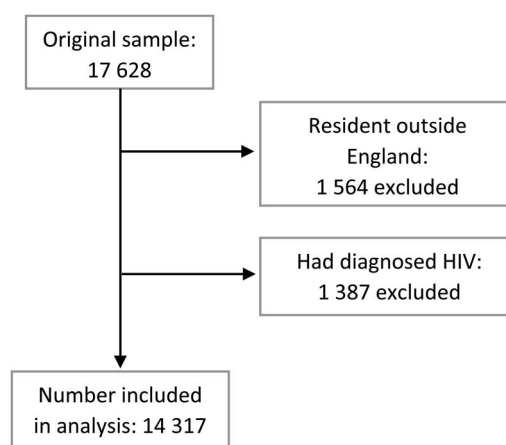 Original sample:
17 628
Resident outside
England:
1 564 excluded
Had diagnosed HIV:
1 387 excluded
Number included
in analysis: 14 317